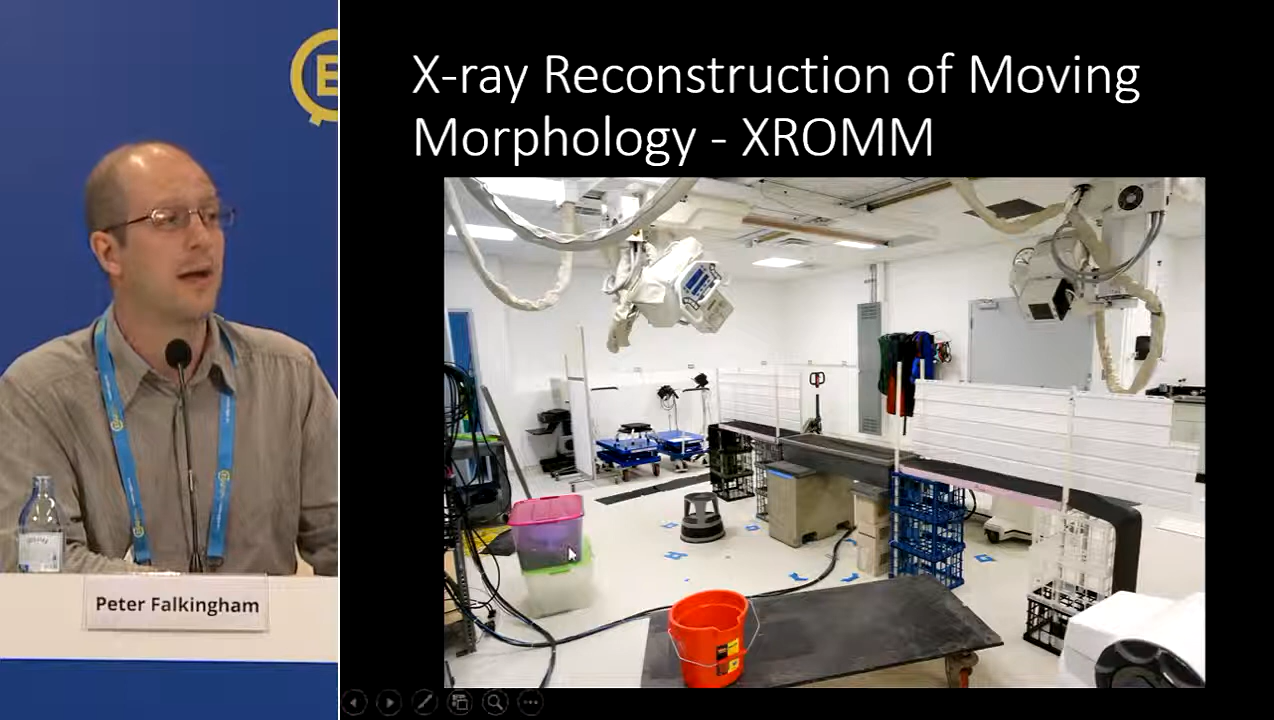 X-ray Reconstruction of Moving
Morphology - XROMM
E
Peter Falkingham